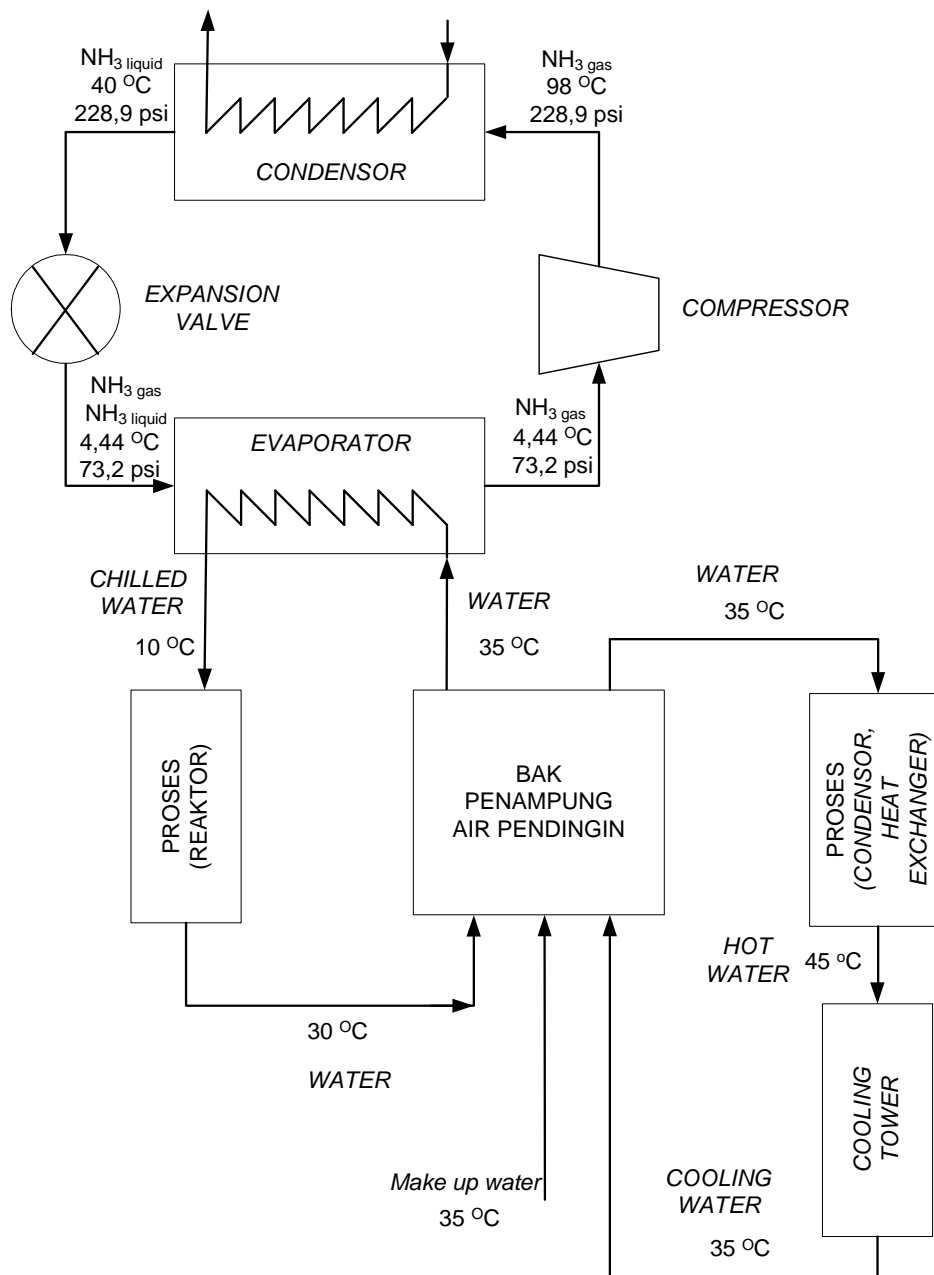 NH3 liquid
40 OC
228,9 psi
CONDENSOR
NH3 gas
98 OC
228,9 psi
EXPANSION
VALVE
COMPRESSOR
NH3 gas
NH3 liquid
4,44 OC
73,2 psi
EVAPORATOR
NH3 gas
4,44 OC
73,2 psi
CHILLED
WATER
10 OC
WATER
35 OC
WATER
35 OC
PROSES
(REAKTOR)
BAK
PENAMPUNG
AIR PENDINGIN
PROSES
(CONDENSOR,
HEAT
EXCHANGER)
HOT
WATER
45 oC
30 OC
WATER
COOLING
TOWER
Make up water
35 OC
COOLING
WATER
35 OC